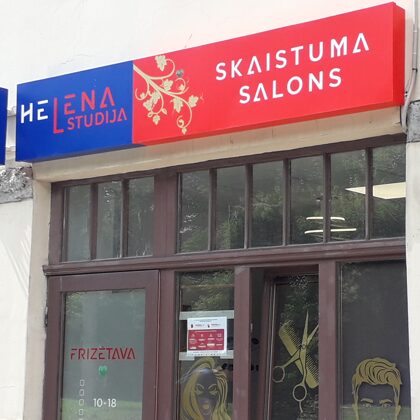 HELENA
STUDIJA
SKAISTUMA
SALONS
FRIZĒTAVA
10-18